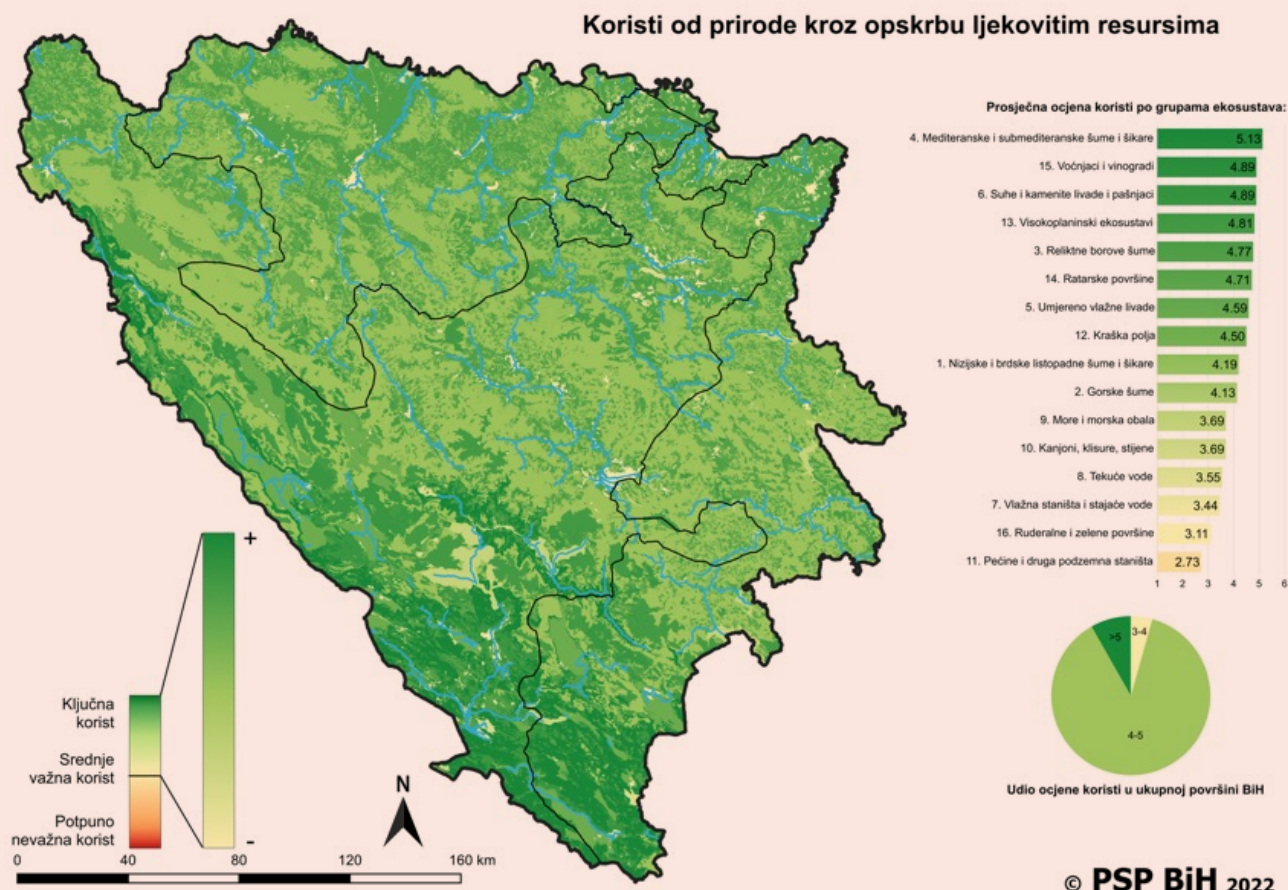 Koristi od prirode kroz opskrbu ljekovitim resursima
Prosječna ocjena koristi po grupama ekosustava:
4. Mediteranske i submediteranske šume i šikare 5.13
15. Voćnjaci i vinogradi 4.89
6. Suhe i kamenite livade i pašnjaci 4.89
13. Visokoplaninski ekosustavi 4.81
3. Reliktne borove šume 4.77
14. Ratarske površine 4.71
5. Umjereno vlažne livade 4.59
12. Kraška polja 4.50
1. Nizijske i brdske listopadne šume i šikare 4.19
2. Gorske šume 4.13
9. More i morska obala 3.69
10. Kanjoni, klisure, stijene 3.69
8. Tekuće vode 3.55
7. Vlažna staništa i stajaće vode 3.44
16. Ruderalne i zelene površine 3.11
11. Pećine i druga podzemna staništa 2.73
1 2 3 4 5 6
>5 3-4
4-5
Udio ocjene koristi u ukupnoj površini BiH
+
Ključna
korist
Srednje
važna korist
Potpuno
nevažna korist
-
N
0 40 80 120 160 km
© PSP BiH 2022